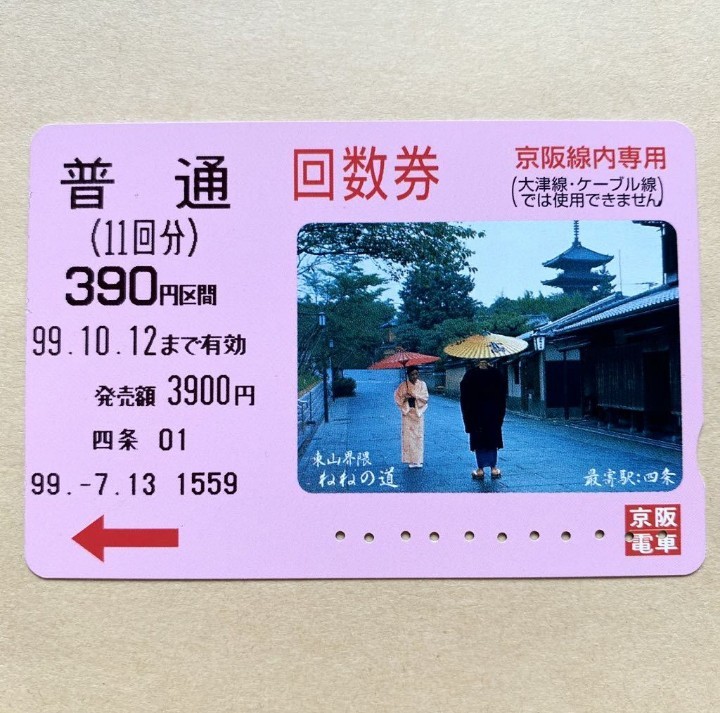 普通
(11回分)
390円区間
99.10.12まで有効
発売額 3900円
四条 01
99.-7.13 1559
回数券
京阪線内専用
(大津線・ケーブル線
では使用できません)
東山界隈
ねねの道
最寄駅:四条
京阪
電車